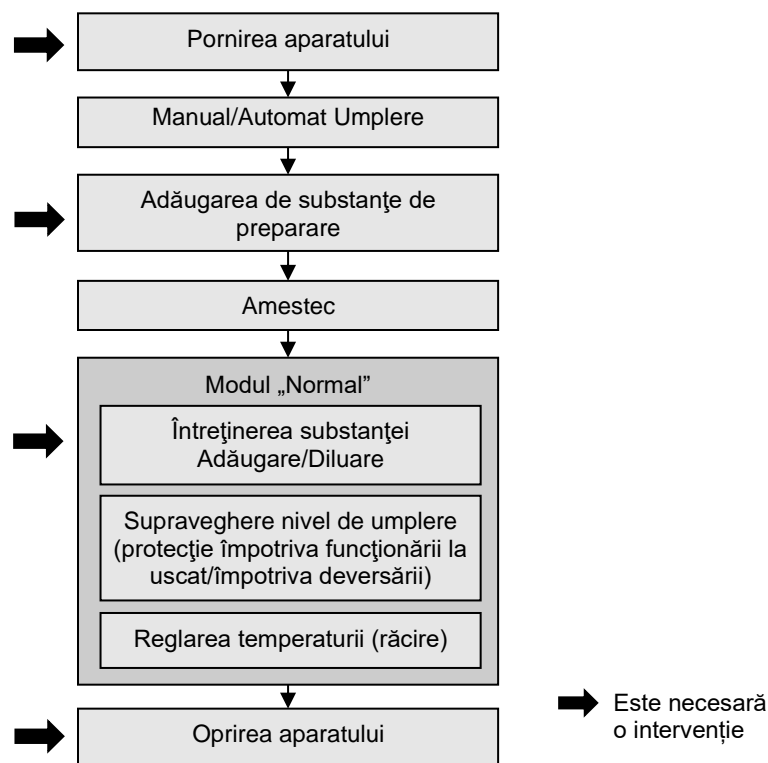 Pornirea aparatului
Manual/Automat Umplere
Adăugarea de substanţe de
preparare
Amestec
Modul „Normal”
Întreţinerea substanţei
Adăugare/Diluare
Supraveghere nivel de umplere
(protecţie împotriva funcţionării la
uscat/împotriva deversării)
Reglarea temperaturii (răcire)
Oprirea aparatului
Este necesară
o intervenție